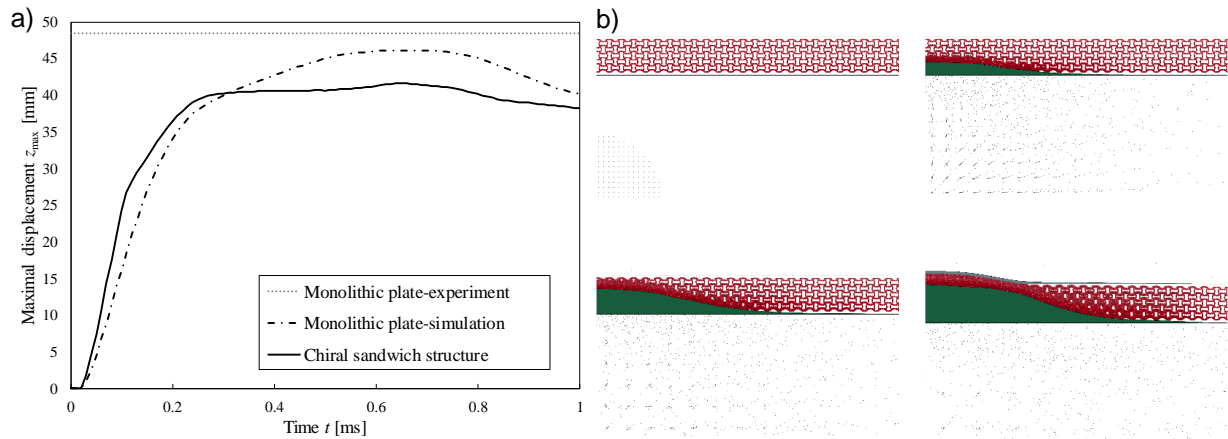 a)
b)
50
45
40
35
30
25
20
15
10
5
0
Maximal displacement z_max [mm]
Monolithic plate-experiment
Monolithic plate-simulation
Chiral sandwich structure
0 0.2 0.4 0.6 0.8 1
Time t [ms]